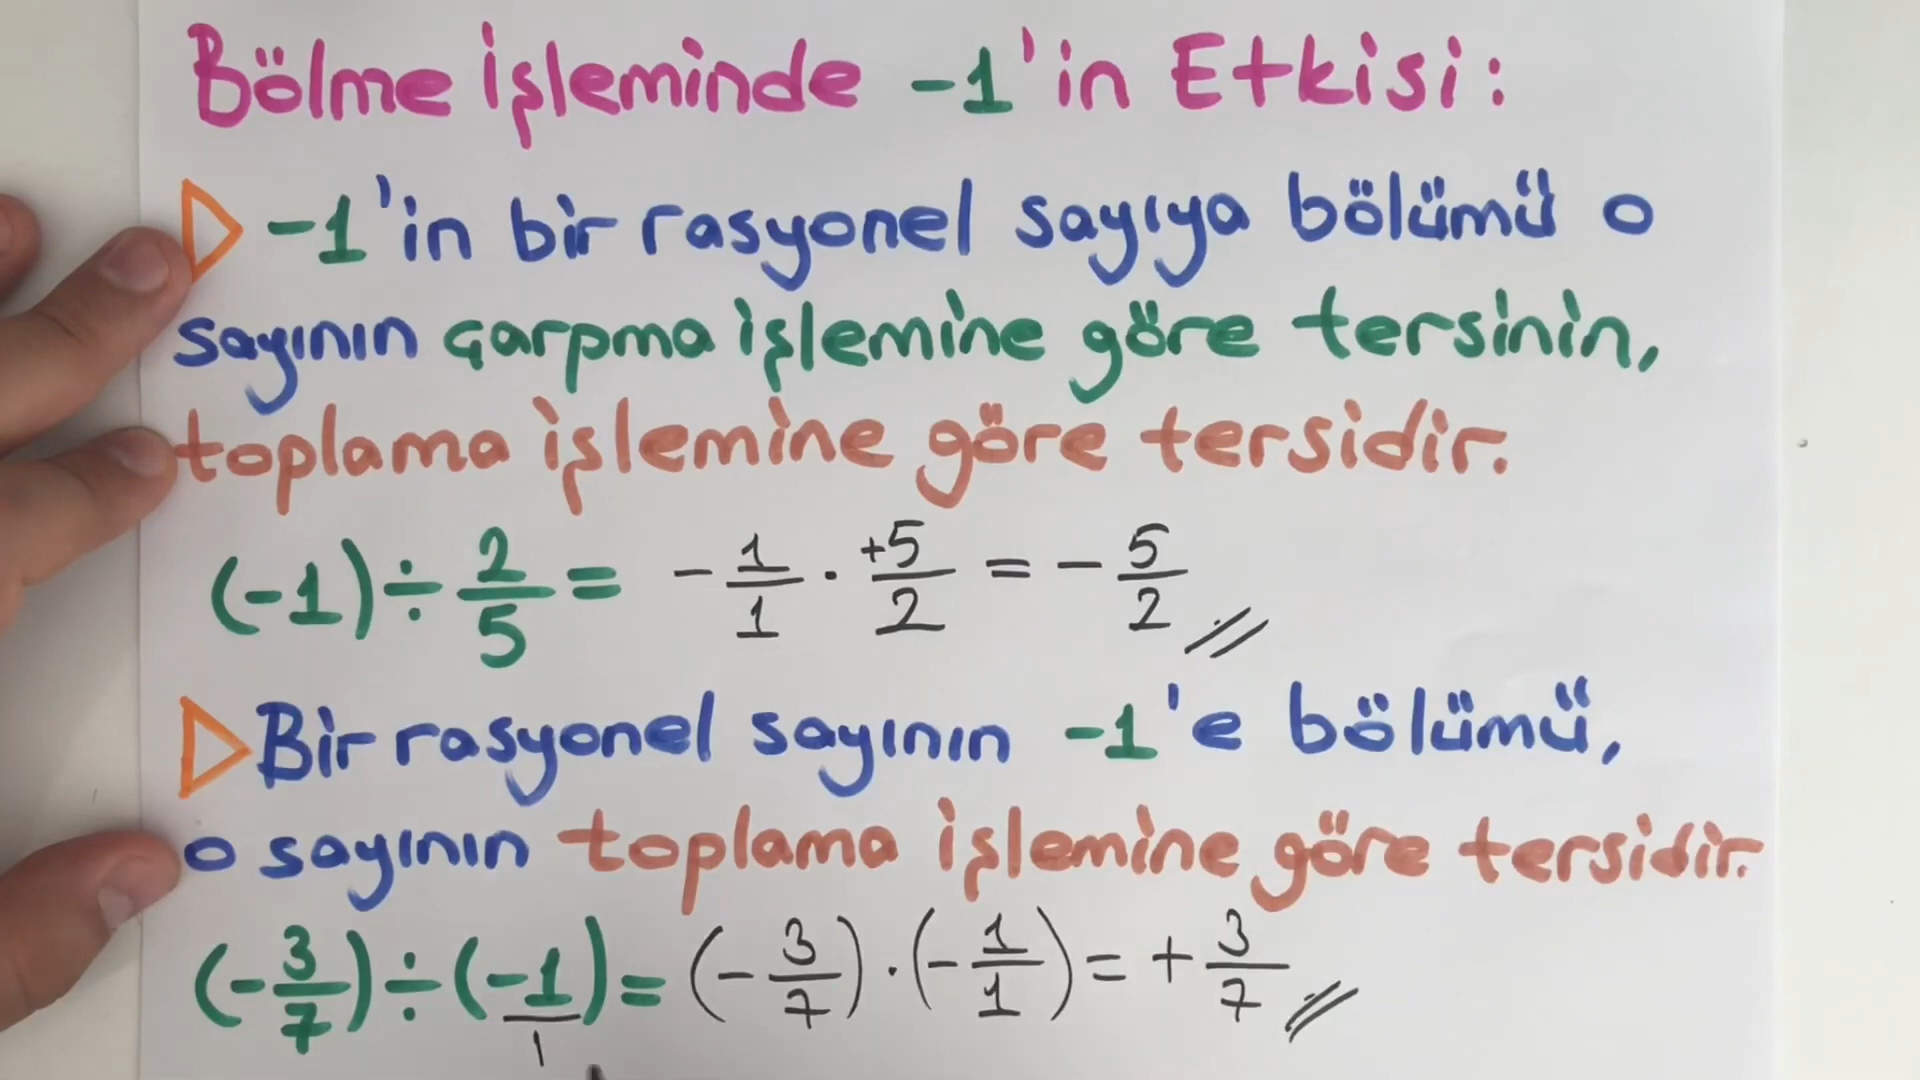 Bölme İşleminde -1'in Etkisi:
-1'in bir rasyonel sayıya bölümü o
sayının çarpma işlemine göre tersinin,
toplama işlemine göre tersidir.
(-1) ÷ 2/5 = - 1/1 . +5/2 = - 5/2 //
Bir rasyonel sayının -1'e bölümü,
o sayının toplama işlemine göre tersidir.
(- 3/7) ÷ (-1/1) = (- 3/7) . (- 1/1) = + 3/7 //